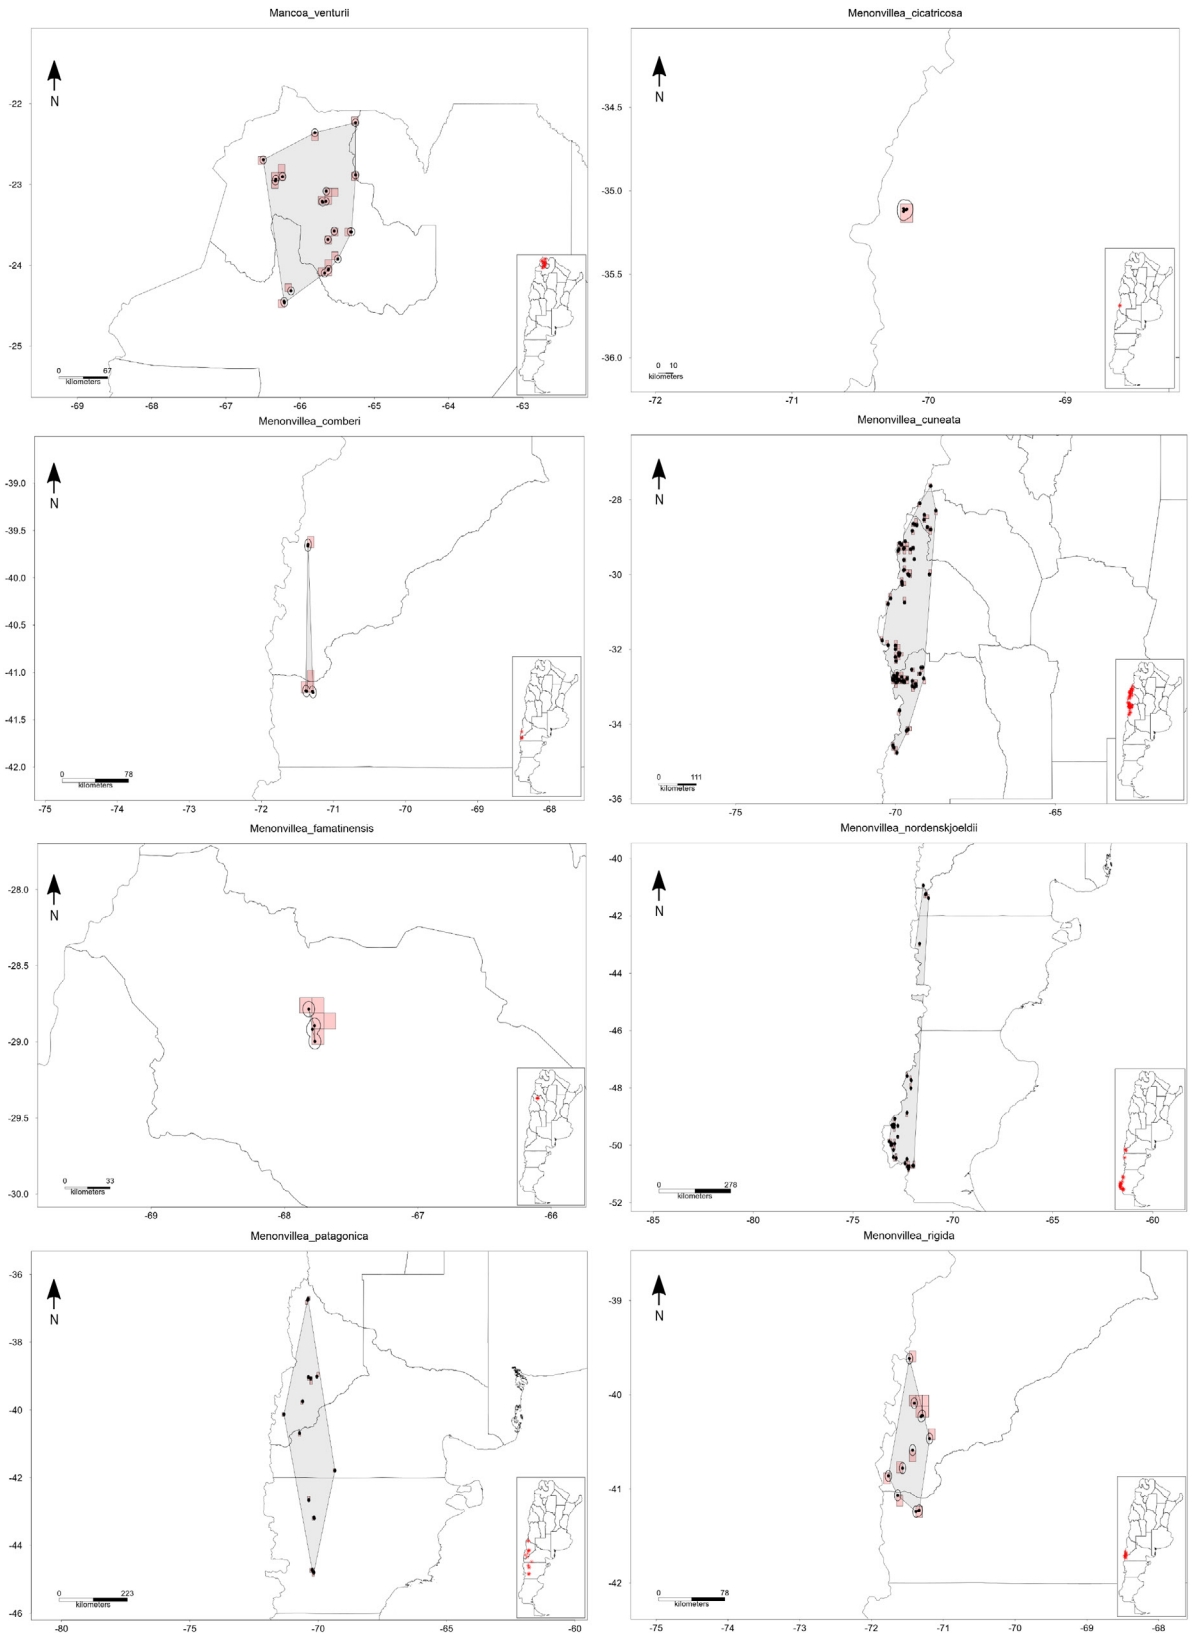 Mancoa_venturii
N
-22
-23
-24
-25
0 67
kilometers
-69 -68 -67 -66 -65 -64 -63
Menonvillea_cicatricosa
N
-34.5
-35.0
-35.5
-36.0
0 10
kilometers
-72 -71 -70 -69
Menonvillea_comberi
N
-39.0
-39.5
-40.0
-40.5
-41.0
-41.5
-42.0
0 78
kilometers
-75 -74 -73 -72 -71 -70 -69 -68
Menonvillea_cuneata
N
-28
-30
-32
-34
-36
0 111
kilometers
-75 -70 -65
Menonvillea_famatinensis
N
-28.0
-28.5
-29.0
-29.5
-30.0
0 33
kilometers
-69 -68 -67 -66
Menonvillea_nordenskjoeldii
N
-40
-42
-44
-46
-48
-50
-52
0 278
kilometers
-85 -80 -75 -70 -65 -60
Menonvillea_patagonica
N
-36
-38
-40
-42
-44
-46
0 223
kilometers
-80 -70 -60
Menonvillea_rigida
N
-39
-40
-41
-42
0 78
kilometers
-75 -74 -73 -72 -71 -70 -69 -68